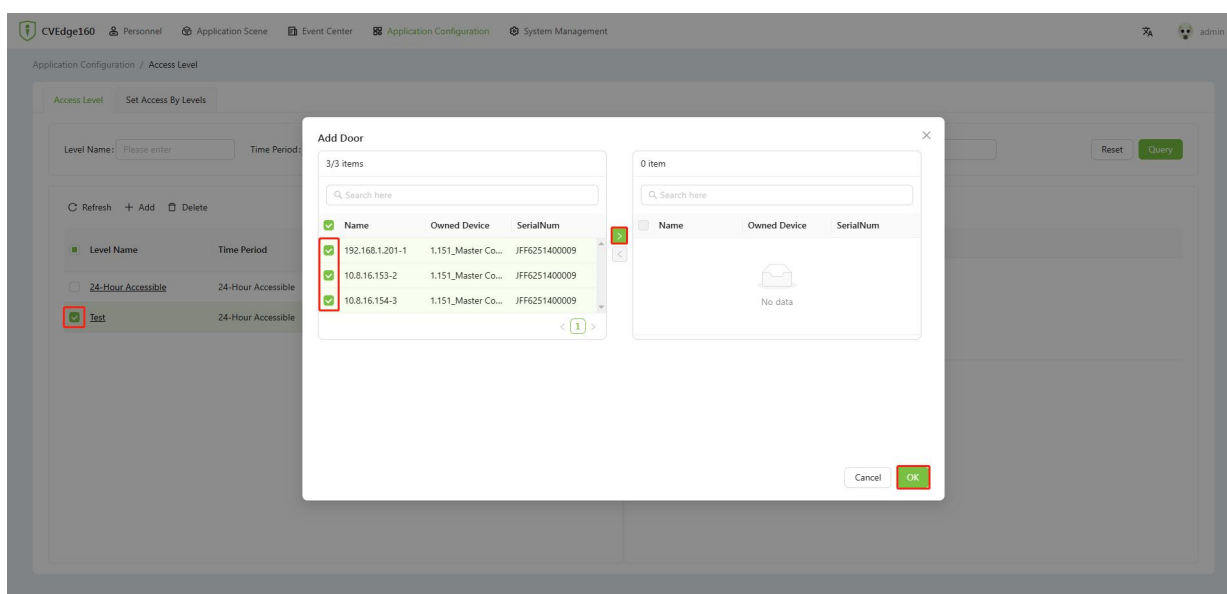 CVEdge160 Personnel Application Scene Event Center Application Configuration System Management admin
Application Configuration / Access Level
Access Level Set Access By Levels
Add Door
Level Name: Please enter Time Period: Reset Query
3/3 items 0 item
Search here Search here
Refresh Add Delete
Name Owned Device SerialNum Name Owned Device SerialNum
Level Name Time Period
192.168.1.201-1 1.151_Master Co... JFF6251400009
10.8.16.153-2 1.151_Master Co... JFF6251400009
24-Hour Accessible 24-Hour Accessible
10.8.16.154-3 1.151_Master Co... JFF6251400009 No data
Test 24-Hour Accessible
< 1 >
Cancel OK